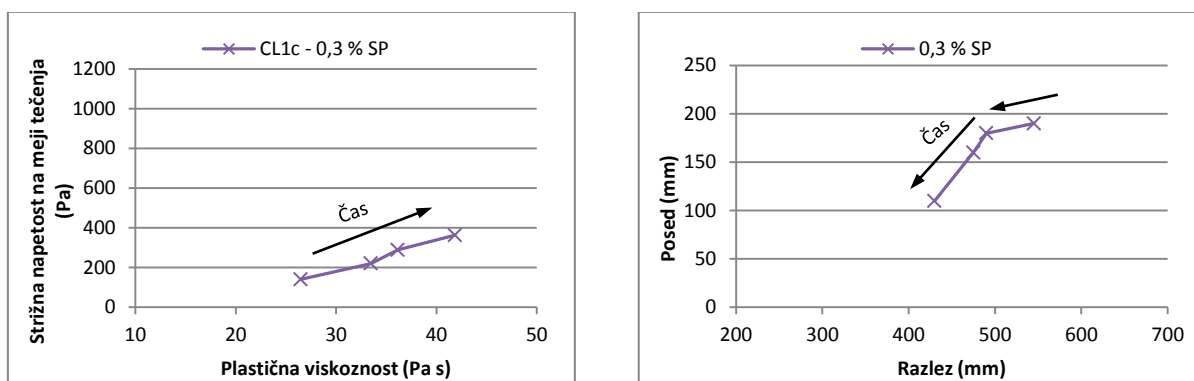 CL1c - 0,3 % SP
Strižna napetost na meji tečenja
(Pa)
1200
1000
800
600
400
200
0
Čas
10
20
30
40
50
Plastična viskoznost (Pa s)
0,3 % SP
Posed (mm)
250
200
150
100
50
0
Čas
200
300
400
500
600
700
Razlez (mm)